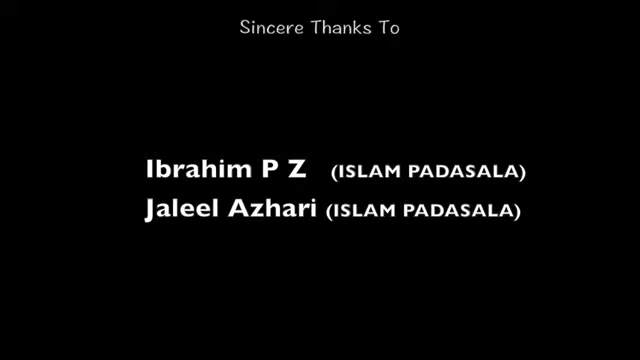 Sincere Thanks To
Ibrahim P Z (ISLAM PADASALA)
Jaleel Azhari (ISLAM PADASALA)